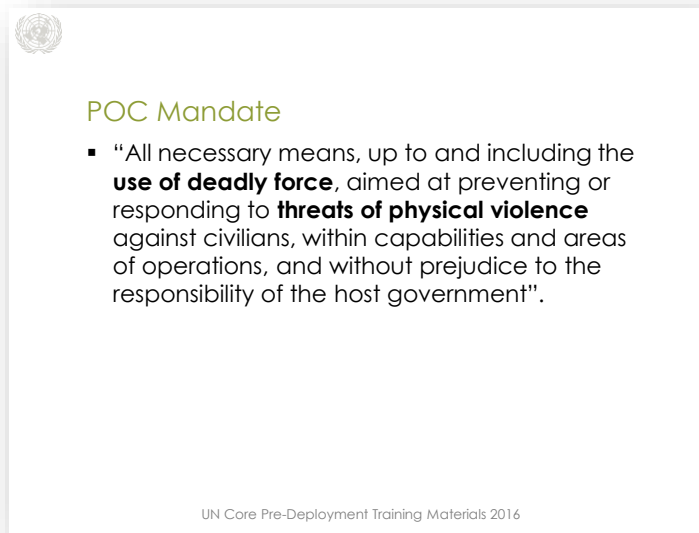 POC Mandate
▪ “All necessary means, up to and including the
use of deadly force, aimed at preventing or
responding to threats of physical violence
against civilians, within capabilities and areas
of operations, and without prejudice to the
responsibility of the host government”.
UN Core Pre-Deployment Training Materials 2016